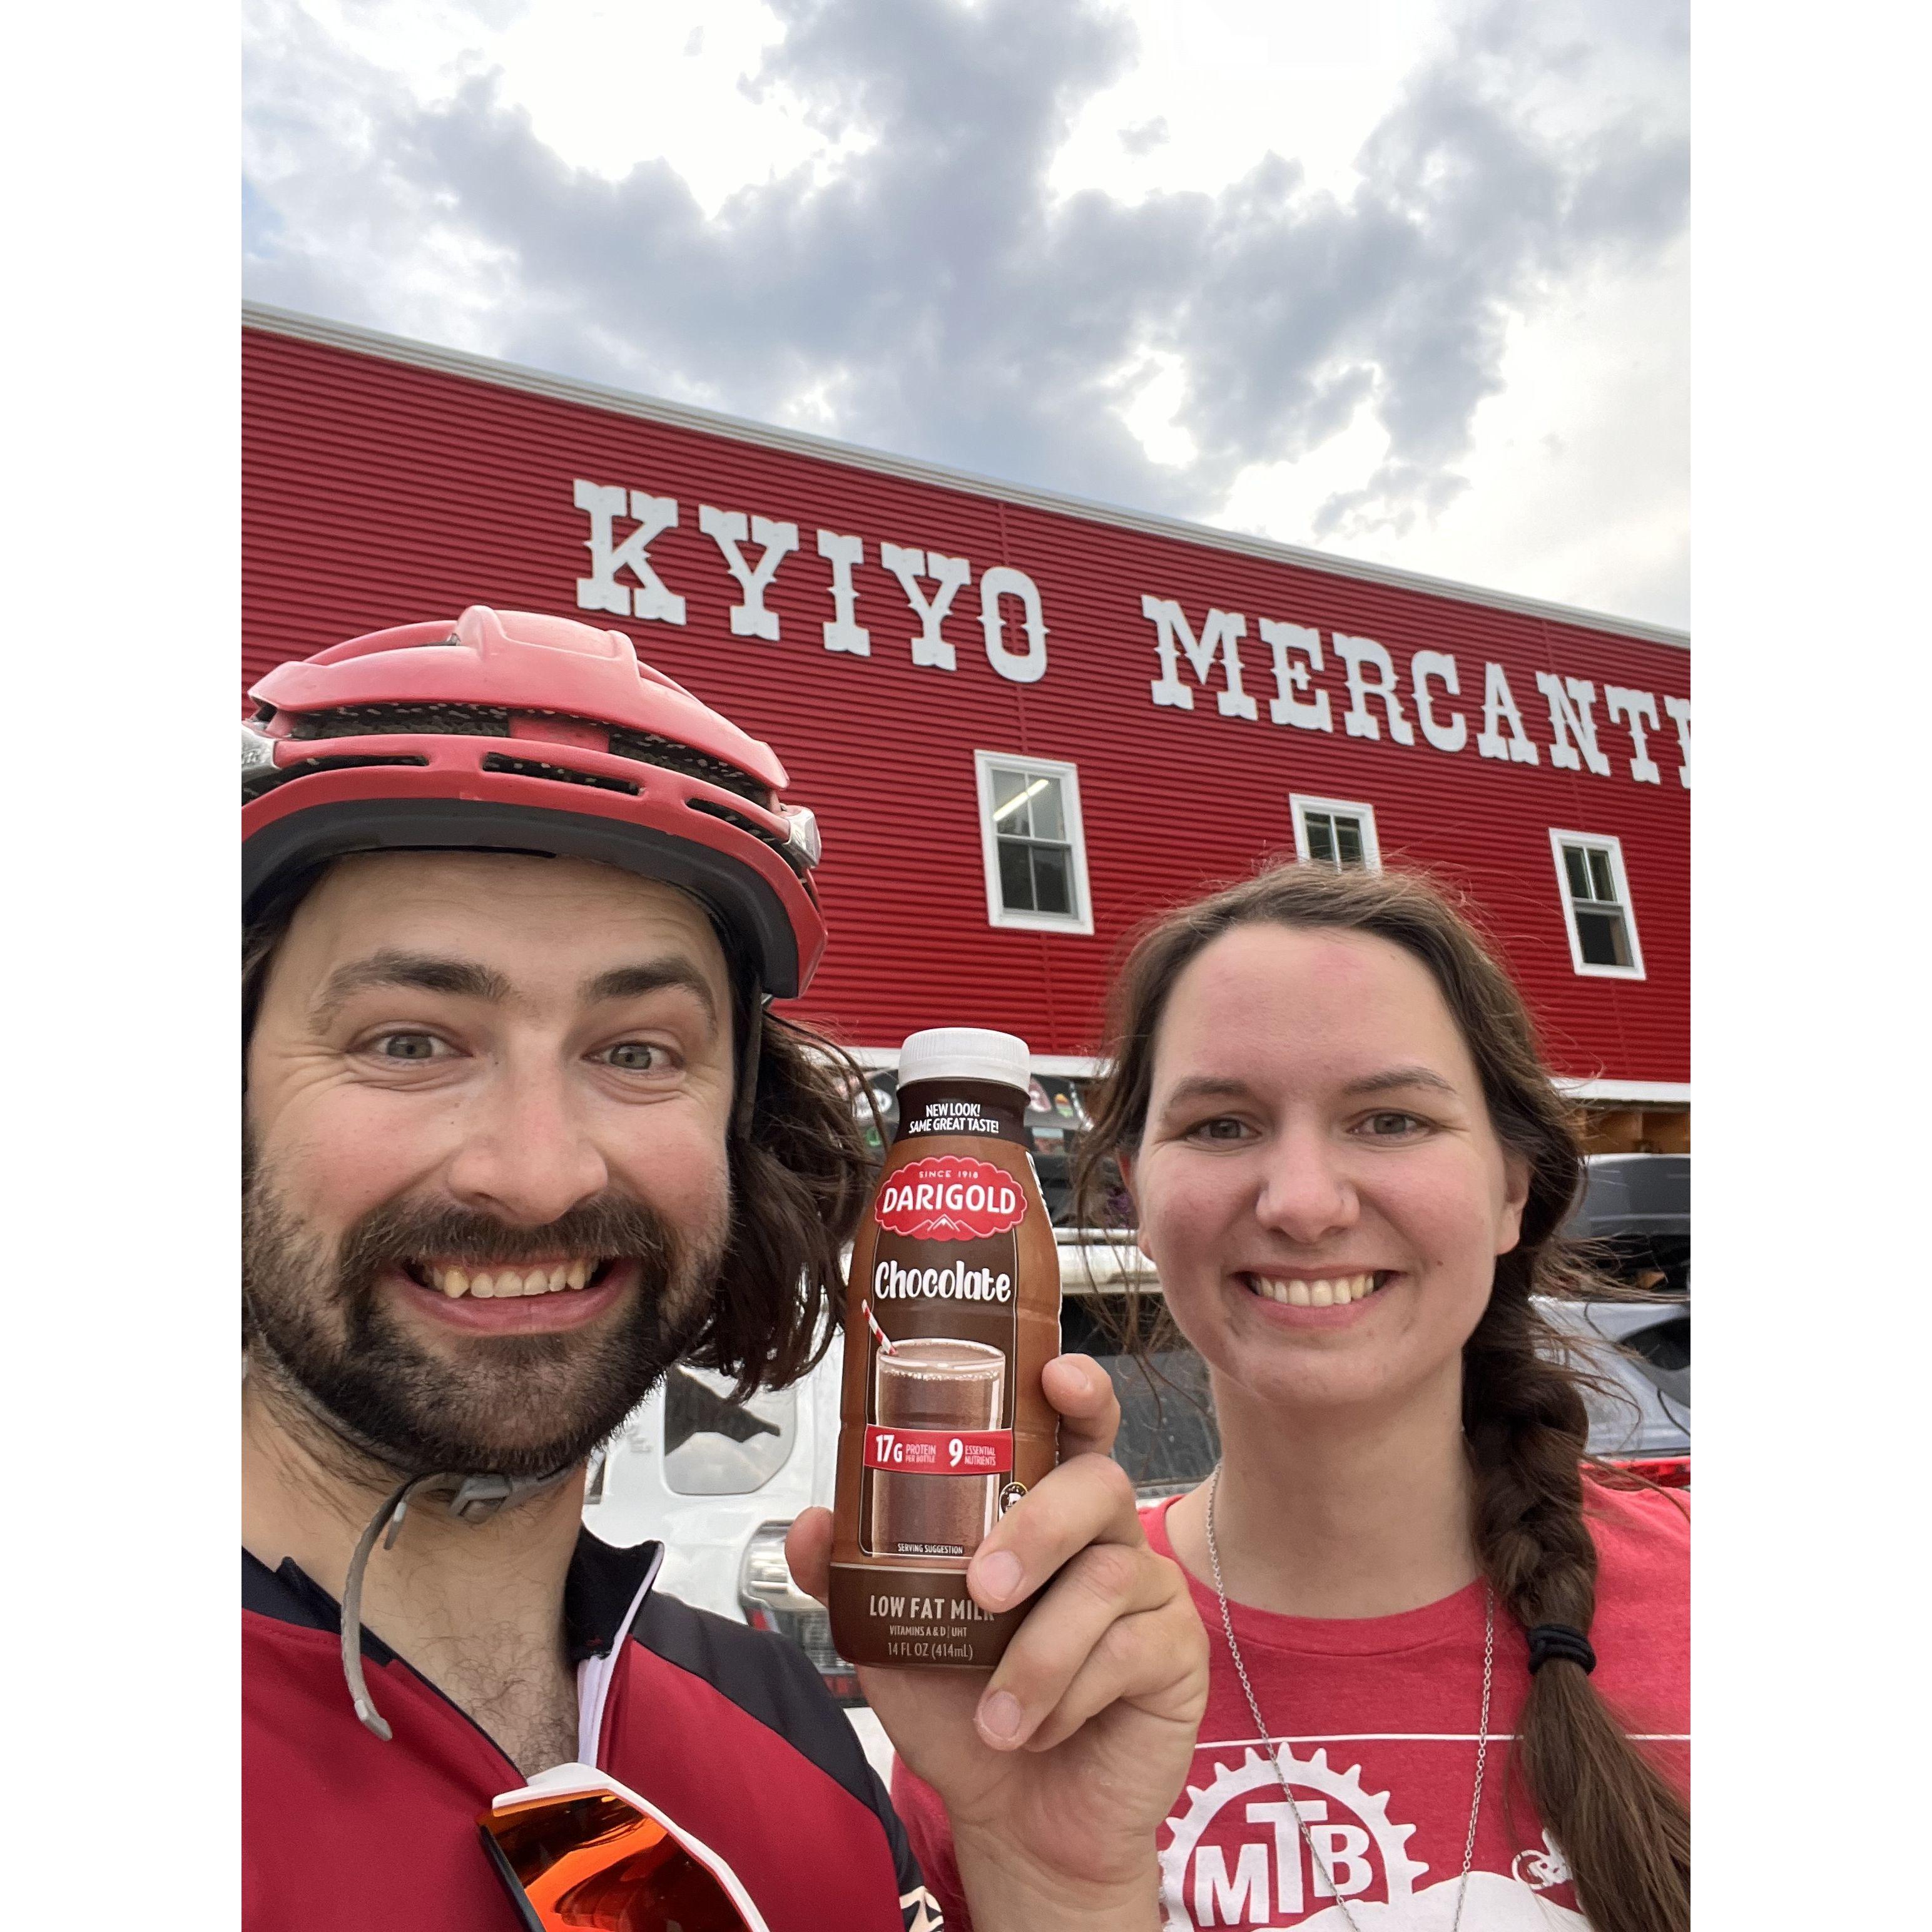 KYIYO MERCANTI
NEW LOOK!
SAME GREAT TASTE!
SINCE 1918
DARIGOLD
Chocolate
17G PROTEIN PER BOTTLE 9 ESSENTIAL NUTRIENTS
SERVING SUGGESTION
LOW FAT MILK
VITAMINS A & D | UHT
14 FL OZ (414mL)
MTB